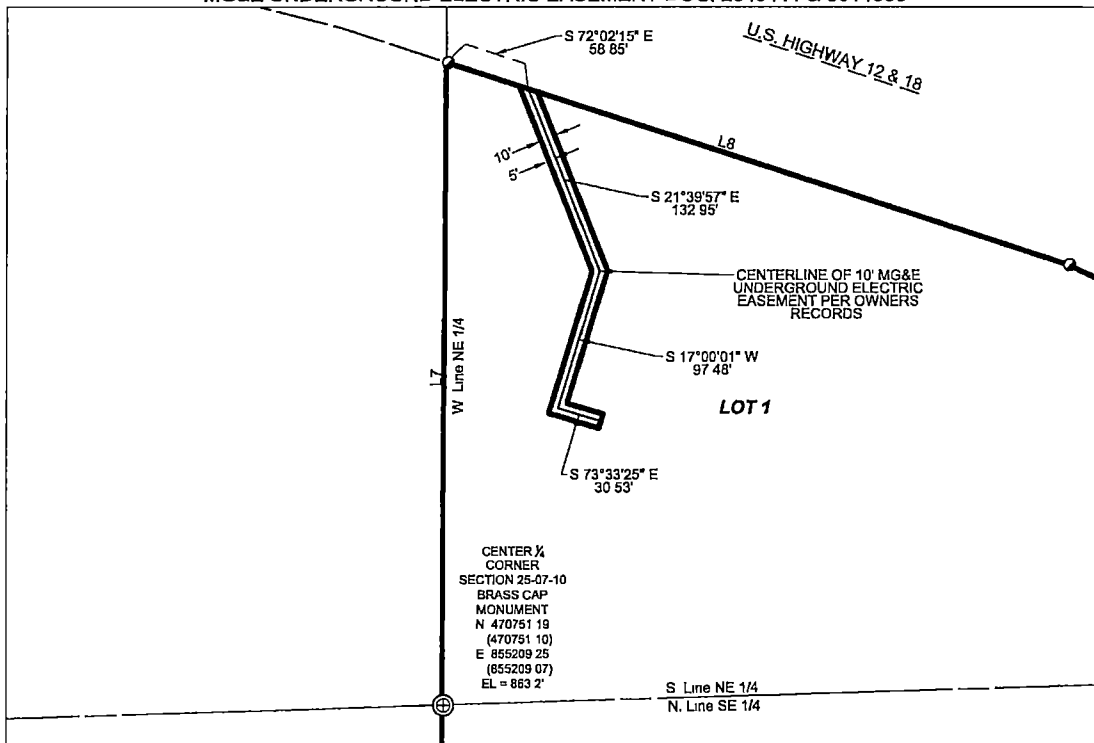 S 72°02'15" E
58 85'
U.S. HIGHWAY 12 & 18
L8
10'
5'
S 21°39'57" E
132 95'
CENTERLINE OF 10' MG&E
UNDERGROUND ELECTRIC
EASEMENT PER OWNERS
RECORDS
W Line NE 1/4
L7
S 17°00'01" W
97 48'
LOT 1
S 73°33'25" E
30 53'
CENTER ¼
CORNER
SECTION 25-07-10
BRASS CAP
MONUMENT
N 470751 19
(470751 10)
E 855209 25
(855209 07)
EL = 863 2'
S Line NE 1/4
N. Line SE 1/4